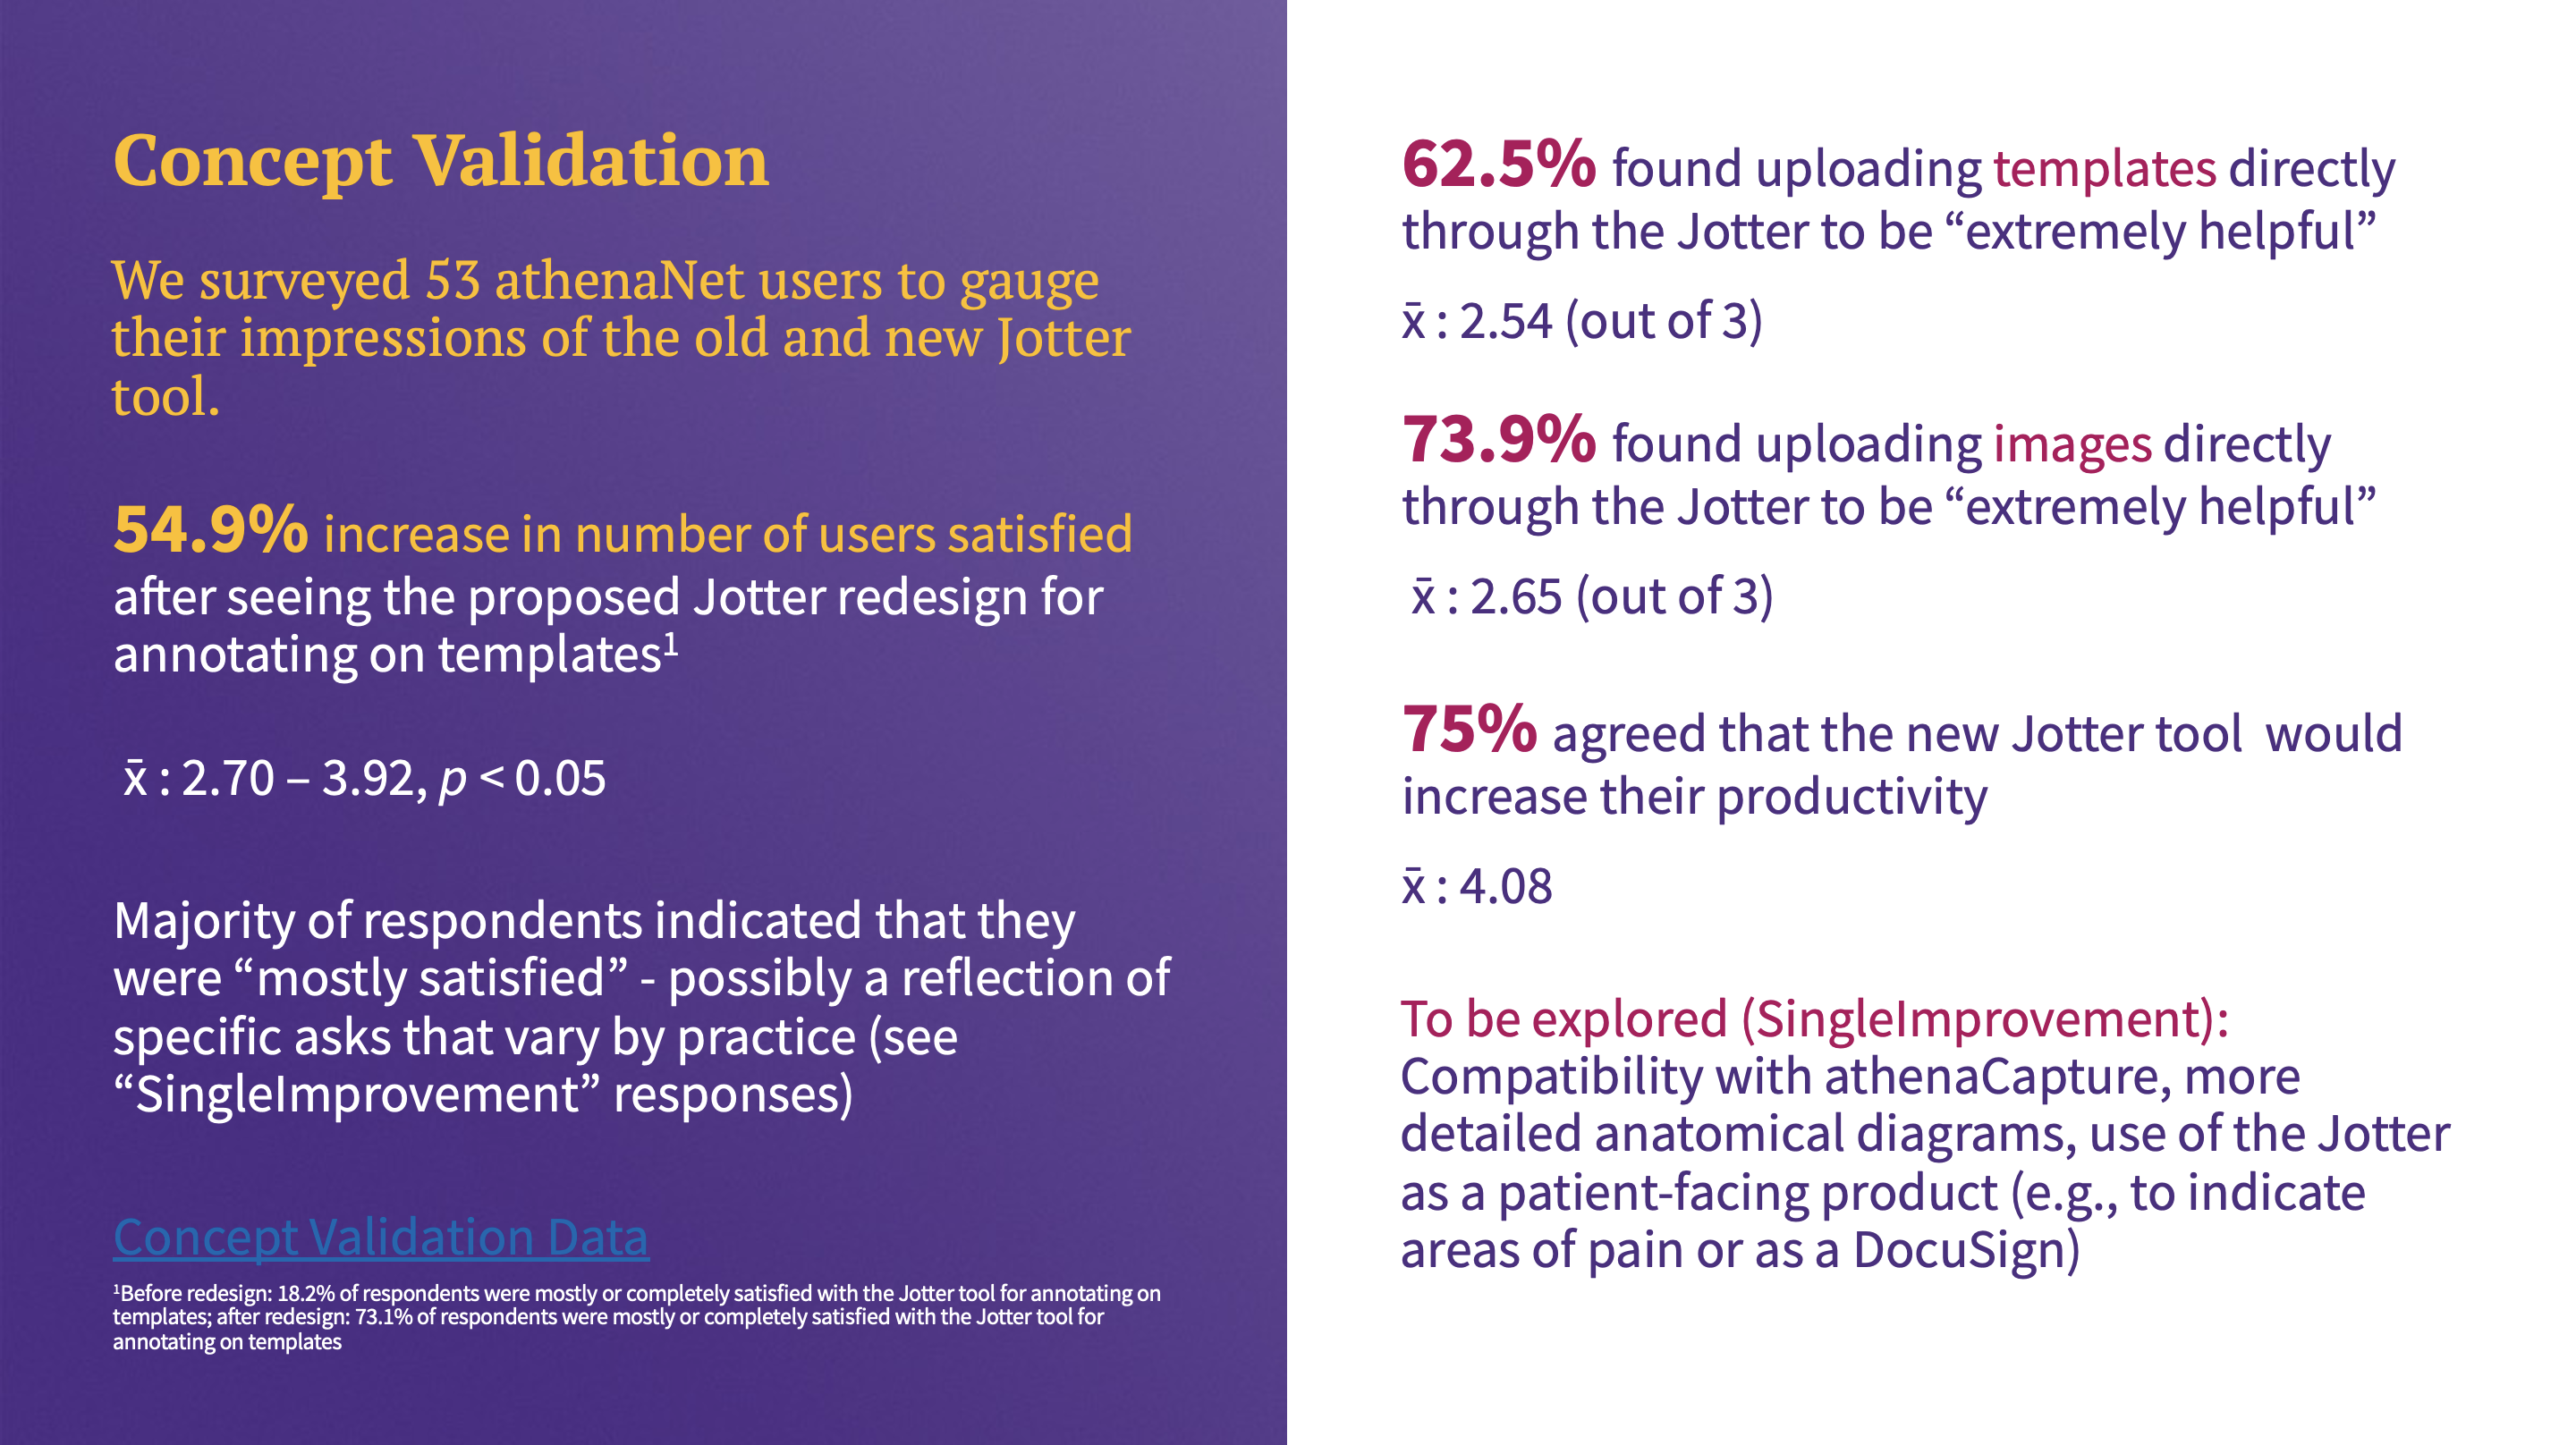 Concept Validation
We surveyed 53 athenaNet users to gauge
their impressions of the old and new Jotter
tool.
54.9% increase in number of users satisfied
after seeing the proposed Jotter redesign for
annotating on templates¹
x̄ : 2.70 – 3.92, p < 0.05
Majority of respondents indicated that they
were “mostly satisfied” - possibly a reflection of
specific asks that vary by practice (see
“SingleImprovement” responses)
Concept Validation Data
¹Before redesign: 18.2% of respondents were mostly or completely satisfied with the Jotter tool for annotating on
templates; after redesign: 73.1% of respondents were mostly or completely satisfied with the Jotter tool for
annotating on templates
62.5% found uploading templates directly
through the Jotter to be “extremely helpful”
x̄ : 2.54 (out of 3)
73.9% found uploading images directly
through the Jotter to be “extremely helpful”
x̄ : 2.65 (out of 3)
75% agreed that the new Jotter tool  would
increase their productivity
x̄ : 4.08
To be explored (SingleImprovement):
Compatibility with athenaCapture, more
detailed anatomical diagrams, use of the Jotter
as a patient-facing product (e.g., to indicate
areas of pain or as a DocuSign)